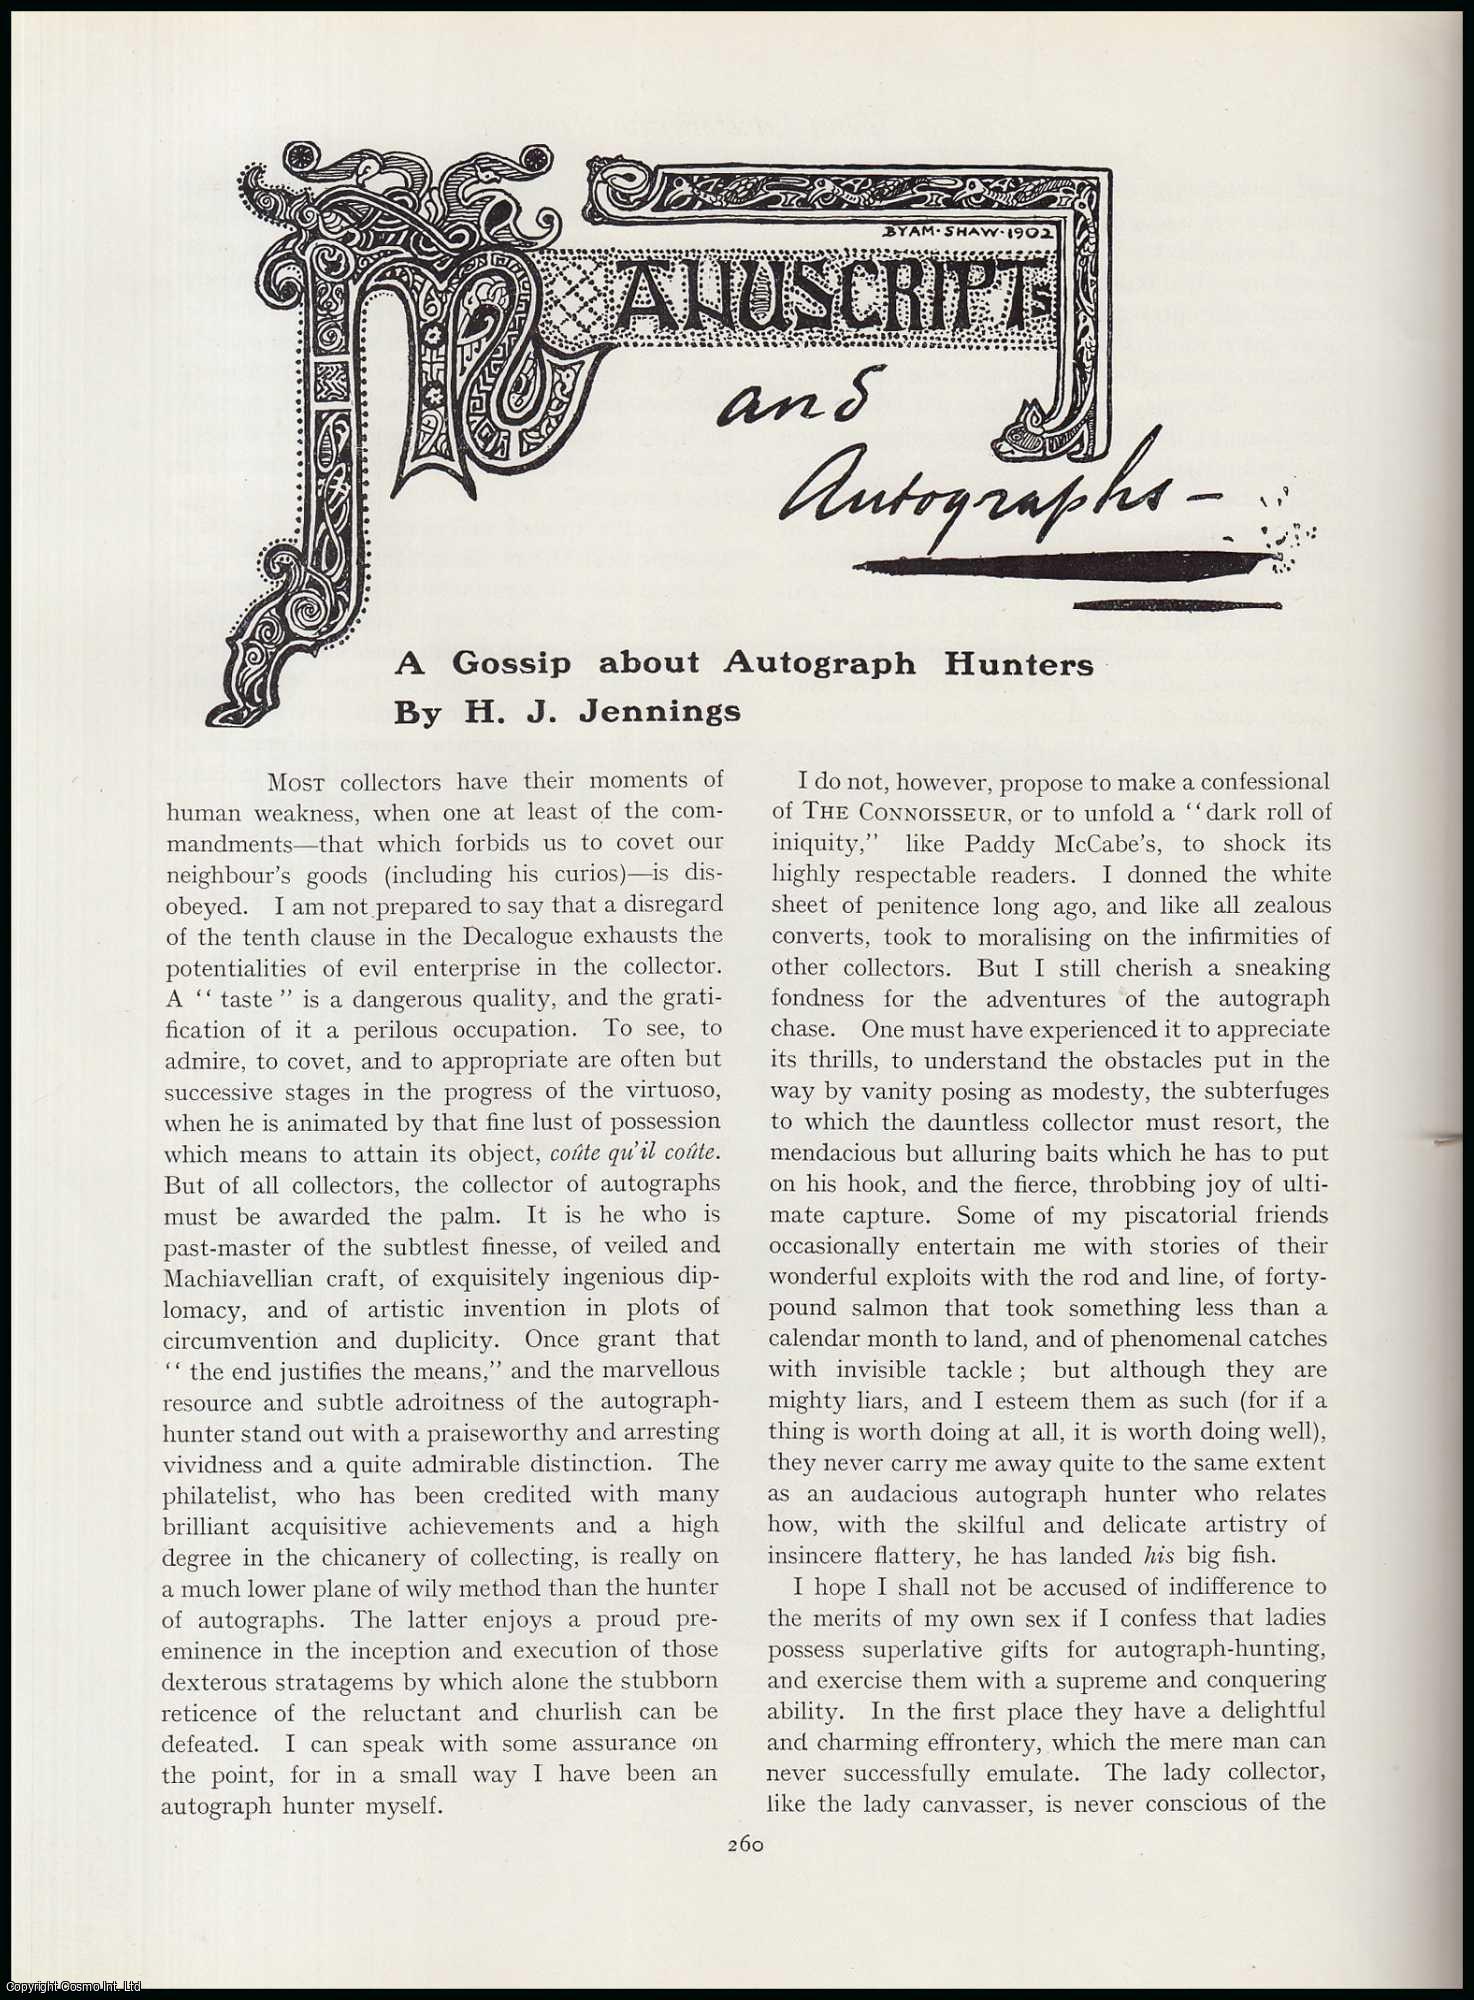 BYAM·SHAW·1902
MANUSCRIPTS
and
Autographs—
A Gossip about Autograph Hunters
By H. J. Jennings
MOST collectors have their moments of
human weakness, when one at least of the com-
mandments—that which forbids us to covet our
neighbour's goods (including his curios)—is dis-
obeyed. I am not prepared to say that a disregard
of the tenth clause in the Decalogue exhausts the
potentialities of evil enterprise in the collector.
A “ taste ” is a dangerous quality, and the grati-
fication of it a perilous occupation. To see, to
admire, to covet, and to appropriate are often but
successive stages in the progress of the virtuoso,
when he is animated by that fine lust of possession
which means to attain its object, coûte qu'il coûte.
But of all collectors, the collector of autographs
must be awarded the palm. It is he who is
past-master of the subtlest finesse, of veiled and
Machiavellian craft, of exquisitely ingenious dip-
lomacy, and of artistic invention in plots of
circumvention and duplicity. Once grant that
“ the end justifies the means,” and the marvellous
resource and subtle adroitness of the autograph-
hunter stand out with a praiseworthy and arresting
vividness and a quite admirable distinction. The
philatelist, who has been credited with many
brilliant acquisitive achievements and a high
degree in the chicanery of collecting, is really on
a much lower plane of wily method than the hunter
of autographs. The latter enjoys a proud pre-
eminence in the inception and execution of those
dexterous stratagems by which alone the stubborn
reticence of the reluctant and churlish can be
defeated. I can speak with some assurance on
the point, for in a small way I have been an
autograph hunter myself.
I do not, however, propose to make a confessional
of THE CONNOISSEUR, or to unfold a “dark roll of
iniquity,” like Paddy McCabe's, to shock its
highly respectable readers. I donned the white
sheet of penitence long ago, and like all zealous
converts, took to moralising on the infirmities of
other collectors. But I still cherish a sneaking
fondness for the adventures of the autograph
chase. One must have experienced it to appreciate
its thrills, to understand the obstacles put in the
way by vanity posing as modesty, the subterfuges
to which the dauntless collector must resort, the
mendacious but alluring baits which he has to put
on his hook, and the fierce, throbbing joy of ulti-
mate capture. Some of my piscatorial friends
occasionally entertain me with stories of their
wonderful exploits with the rod and line, of forty-
pound salmon that took something less than a
calendar month to land, and of phenomenal catches
with invisible tackle ; but although they are
mighty liars, and I esteem them as such (for if a
thing is worth doing at all, it is worth doing well),
they never carry me away quite to the same extent
as an audacious autograph hunter who relates
how, with the skilful and delicate artistry of
insincere flattery, he has landed his big fish.
I hope I shall not be accused of indifference to
the merits of my own sex if I confess that ladies
possess superlative gifts for autograph-hunting,
and exercise them with a supreme and conquering
ability. In the first place they have a delightful
and charming effrontery, which the mere man can
never successfully emulate. The lady collector,
like the lady canvasser, is never conscious of the
260
Copyright Cosmo Int. Ltd